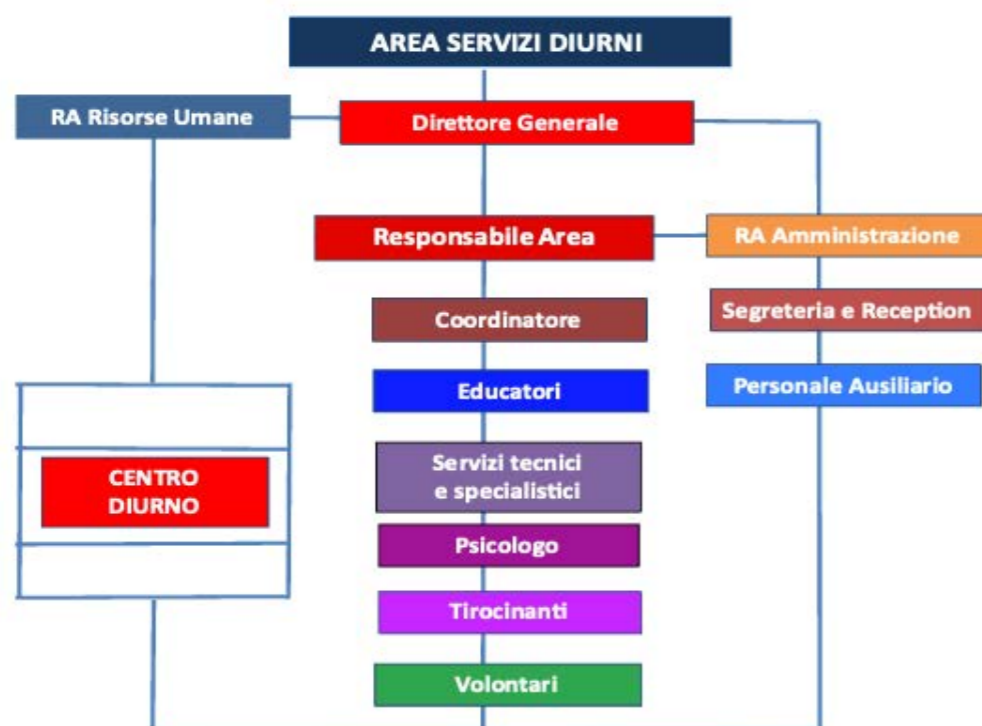 AREA SERVIZI DIURNI
RA Risorse Umane
Direttore Generale
Responsabile Area
RA Amministrazione
Coordinatore
Segreteria e Reception
Educatori
Personale Ausiliario
CENTRO
DIURNO
Servizi tecnici
e specialistici
Psicologo
Tirocinanti
Volontari